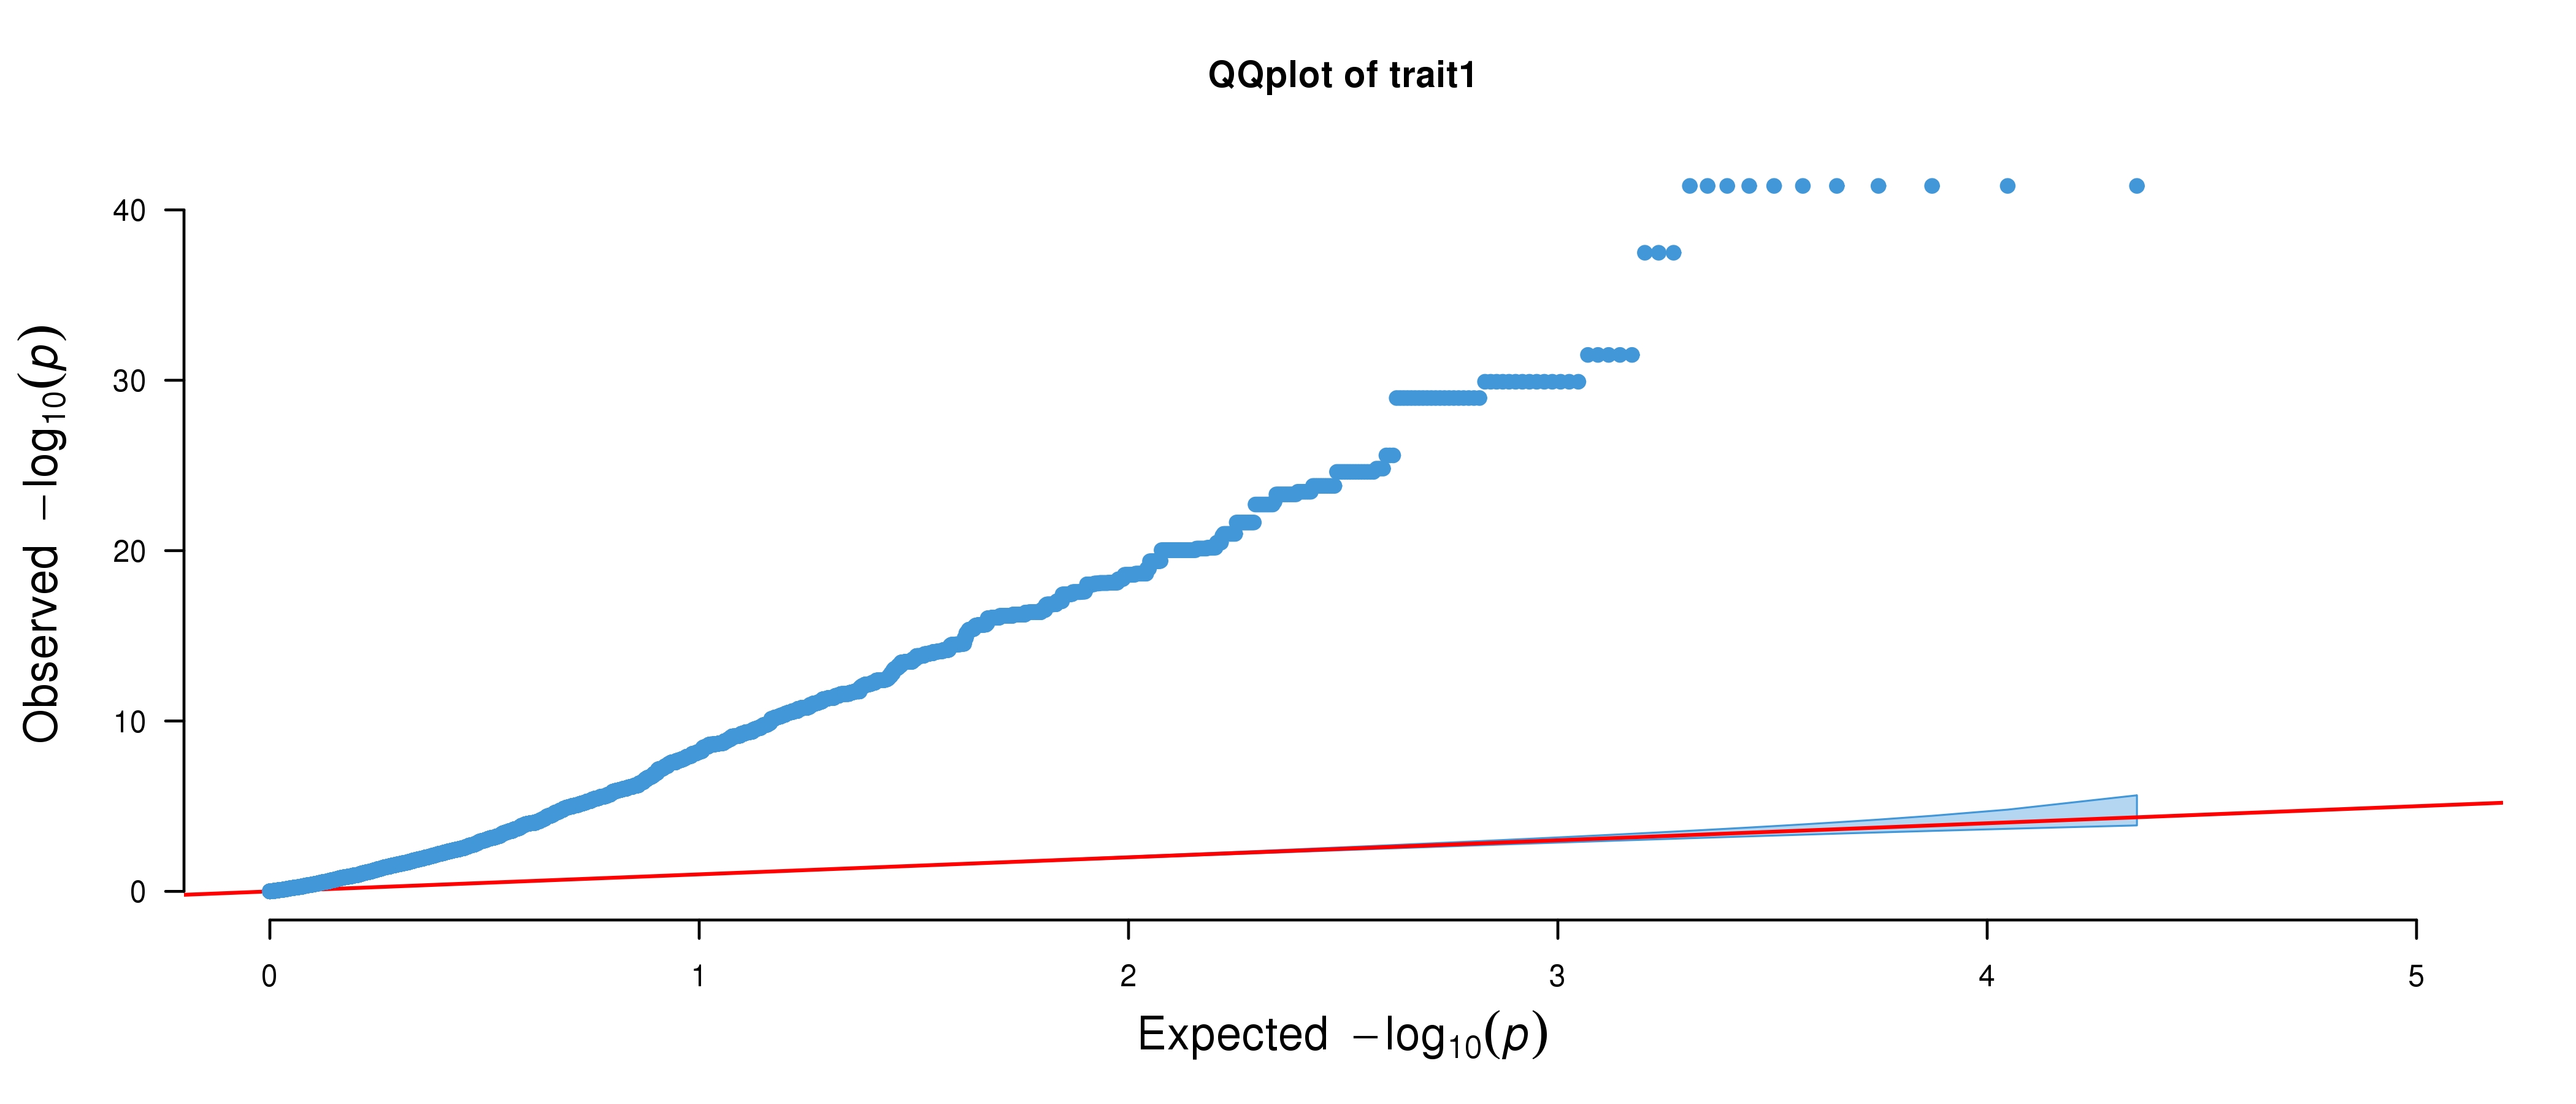 QQplot of trait1
Observed −log₁₀(p)
40
30
20
10
0
0 1 2 3 4 5
Expected −log₁₀(p)